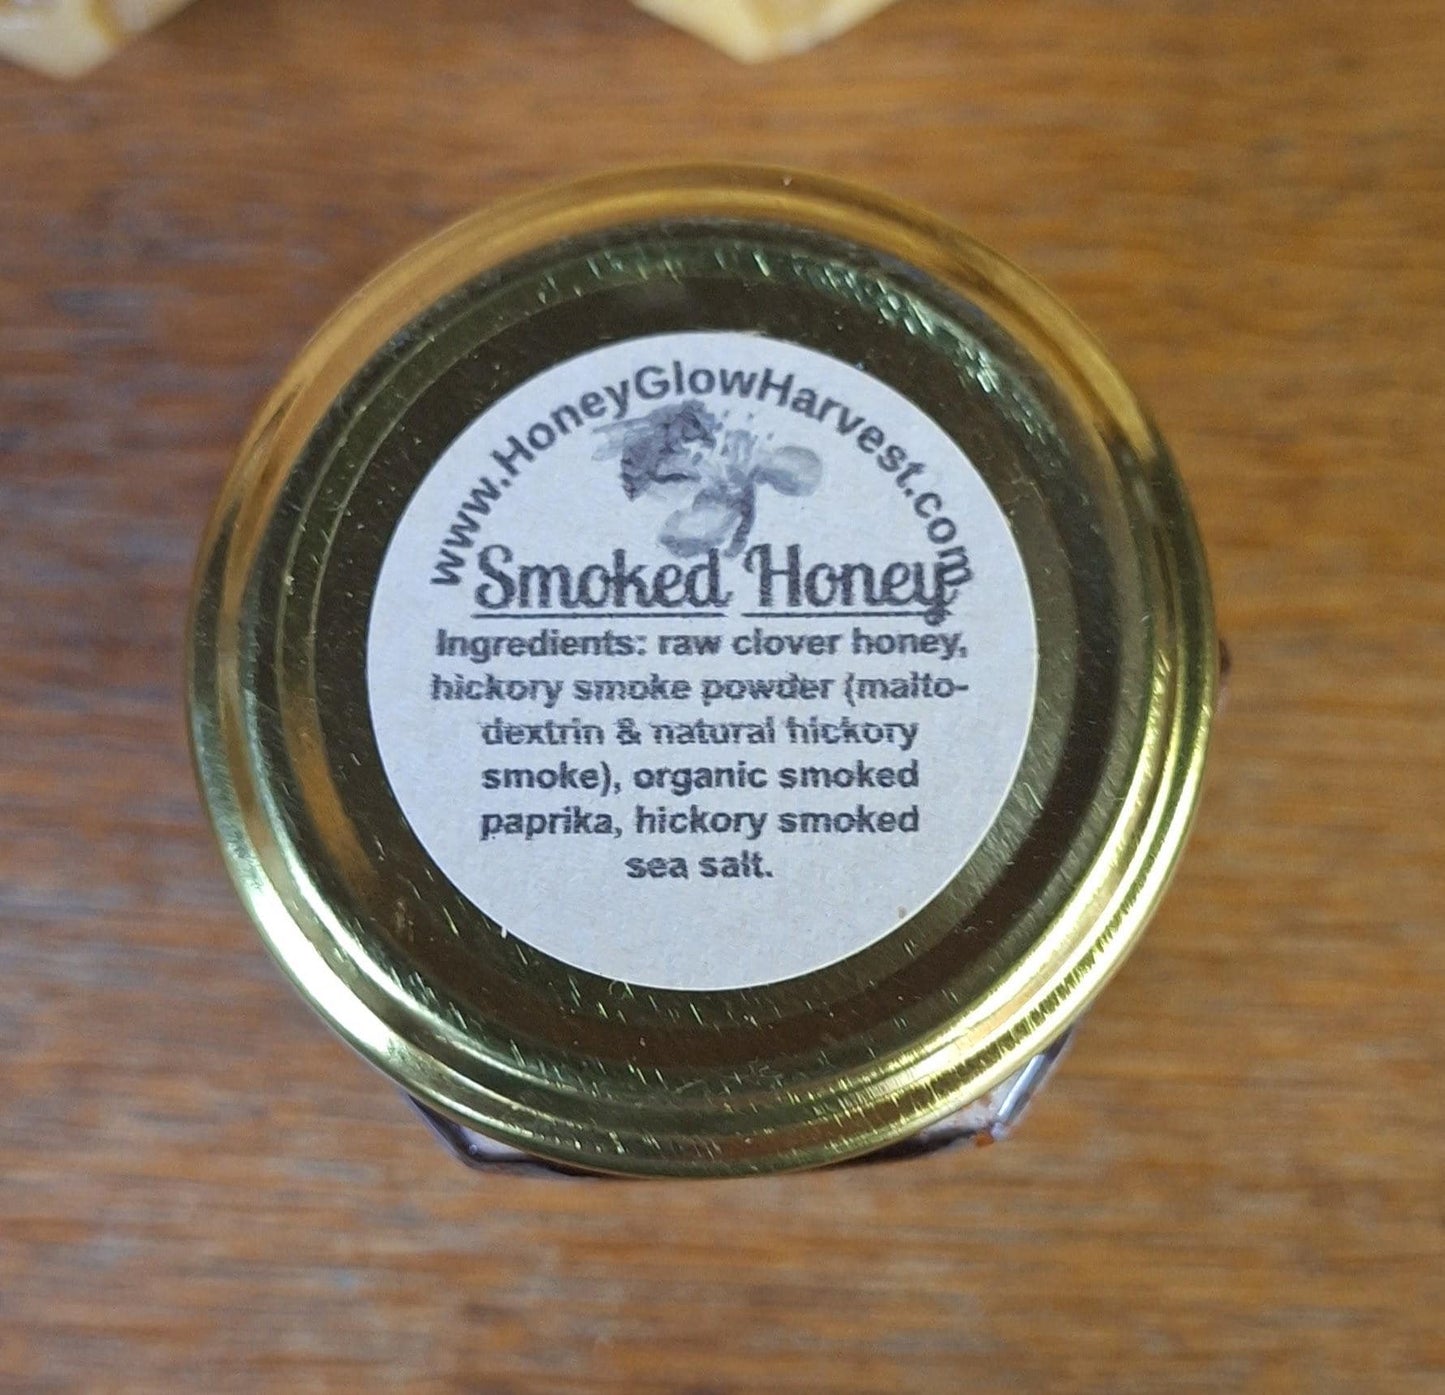 www.HoneyGlowHarvest.com
Smoked Honey
Ingredients: raw clover honey,
hickory smoke powder (malto-
dextrin & natural hickory
smoke), organic smoked
paprika, hickory smoked
sea salt.